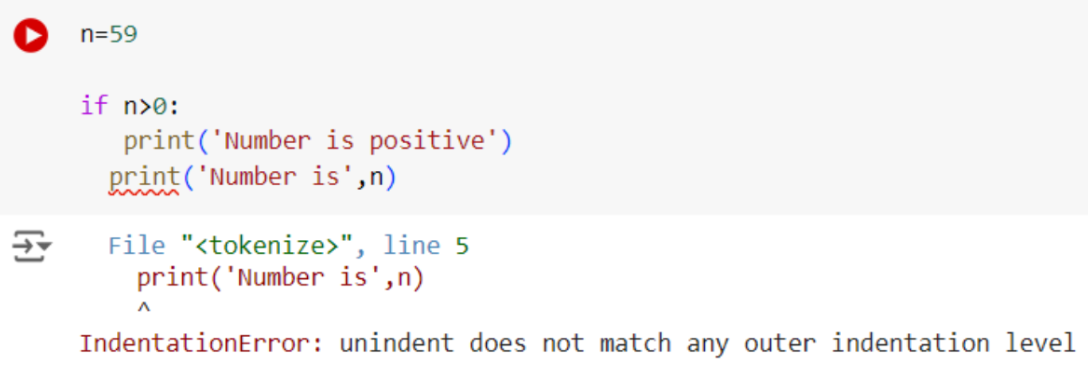 n=59
if n>0:
   print('Number is positive')
  print('Number is',n)
  File "<tokenize>", line 5
    print('Number is',n)
    ^
IndentationError: unindent does not match any outer indentation level